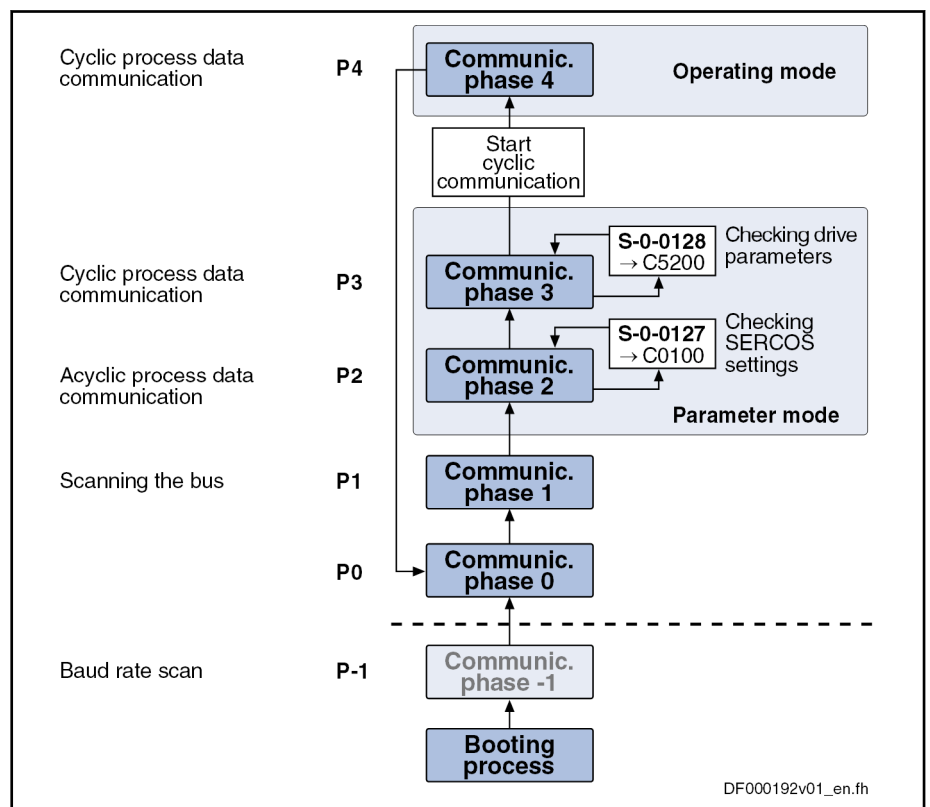 Cyclic process data
communication
P4
Communic.
phase 4
Operating mode
Start
cyclic
communication
Cyclic process data
communication
P3
Communic.
phase 3
S-0-0128
→ C5200
Checking drive
parameters
Acyclic process data
communication
P2
Communic.
phase 2
S-0-0127
→ C0100
Checking
SERCOS
settings
Parameter mode
Scanning the bus
P1
Communic.
phase 1
P0
Communic.
phase 0
Baud rate scan
P-1
Communic.
phase -1
Booting
process
DF000192v01_en.fh